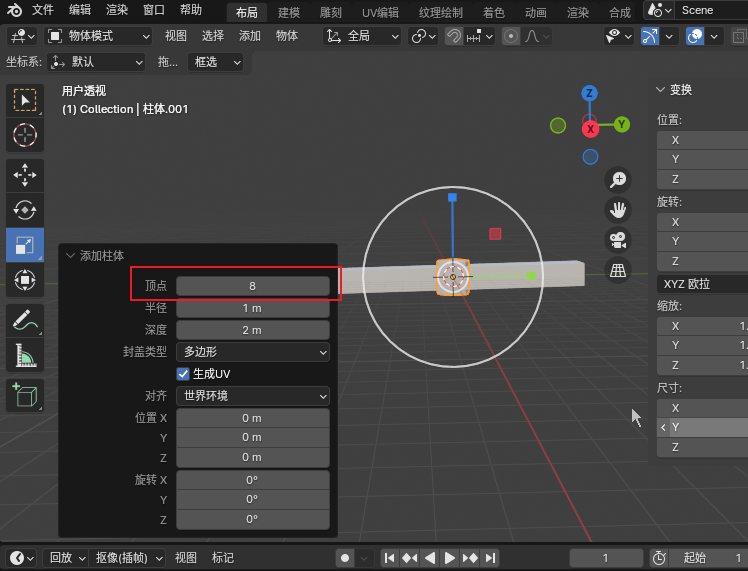 文件 编辑 渲染 窗口 帮助 布局 建模 雕刻 UV编辑 纹理绘制 着色 动画 渲染 合成 Scene
物体模式 视图 选择 添加 物体 全局
坐标系: 默认 拖... 框选
用户透视
(1) Collection | 柱体.001
Z
Y
X
变换
位置:
X
Y
Z
旋转:
X
Y
Z
XYZ 欧拉
缩放:
X 1.
Y 1.
Z 1.
尺寸:
X
Y
Z
添加柱体
顶点 8
半径 1 m
深度 2 m
封盖类型 多边形
生成UV
对齐 世界环境
位置 X 0 m
Y 0 m
Z 0 m
旋转 X 0°
Y 0°
Z 0°
回放 抠像(插帧) 视图 标记 1 起始 1